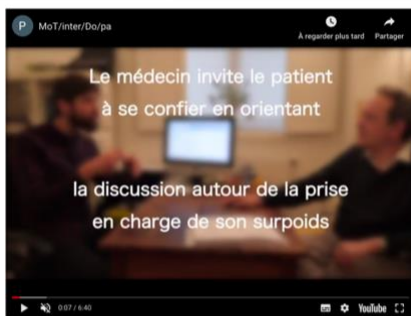 P MoT/inter/Do/pa
À regarder plus tard Partager
Le médecin invite le patient
à se confier en orientant
la discussion autour de la prise
en charge de son surpoids
0:07 / 6:40 YouTube